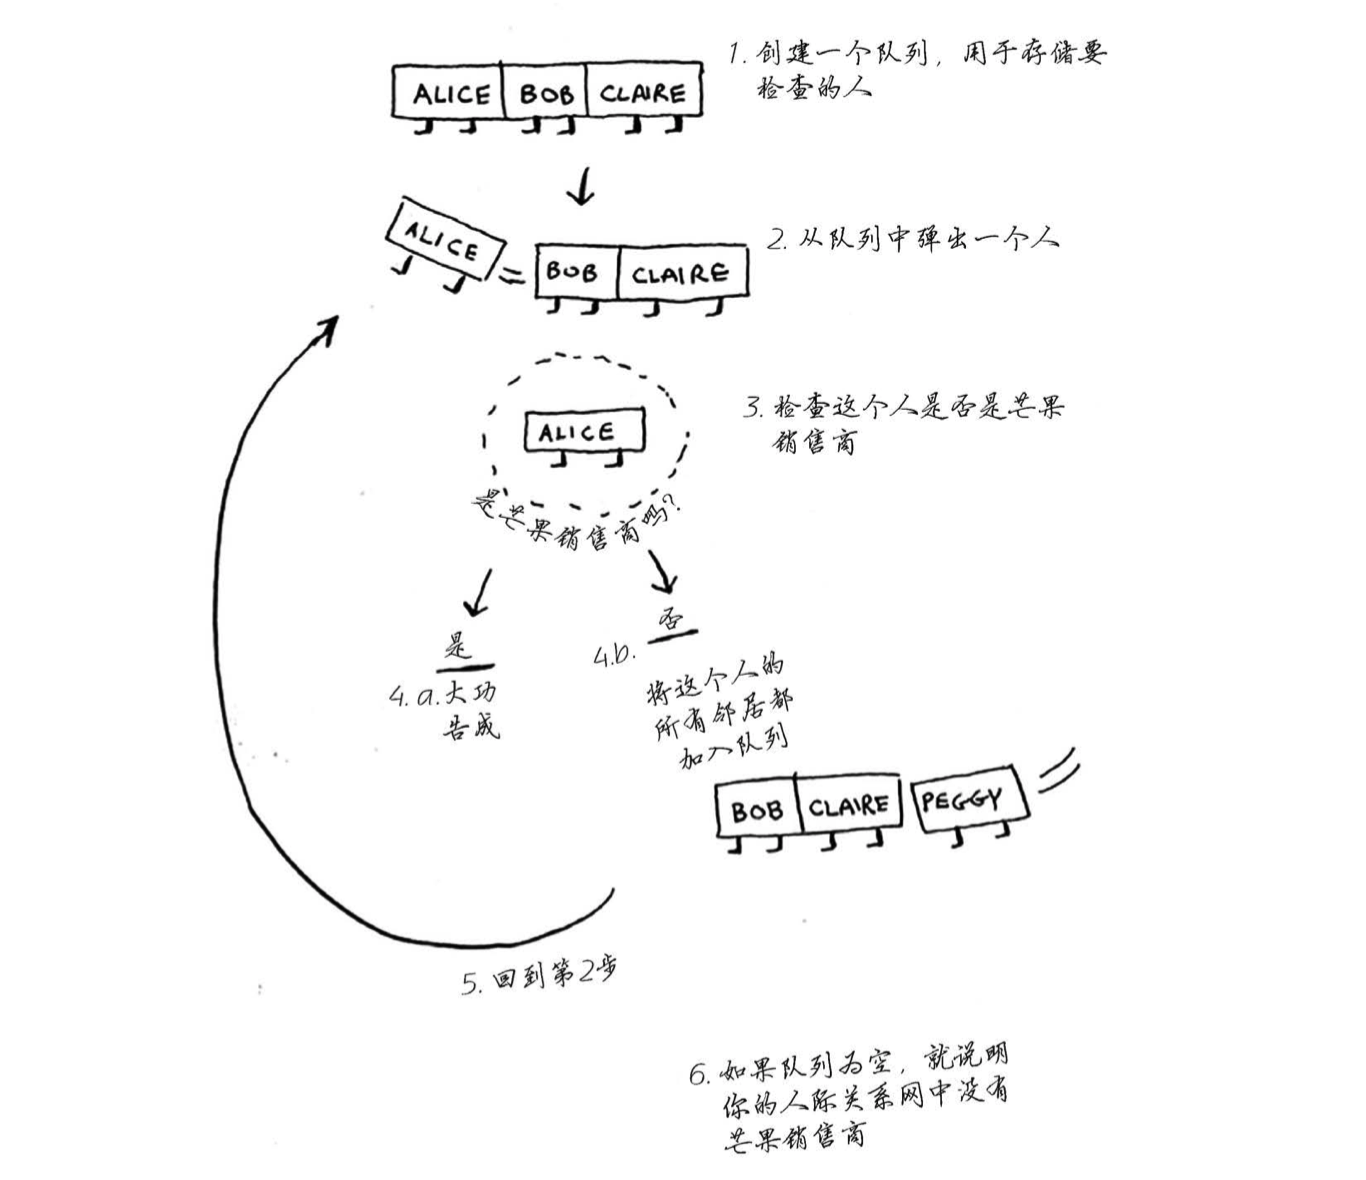 1. 创建一个队列，用于存储要
检查的人
ALICE BOB CLAIRE
ALICE
BOB CLAIRE
2. 从队列中弹出一个人
3. 检查这个人是否是芒果
销售商
ALICE
是芒果销售商吗？
是
4.a. 大功
告成
否
4.b.
将这个人的
所有邻居都
加入队列
BOB CLAIRE PEGGY
5. 回到第2步
6. 如果队列为空，就说明
你的人际关系网中没有
芒果销售商